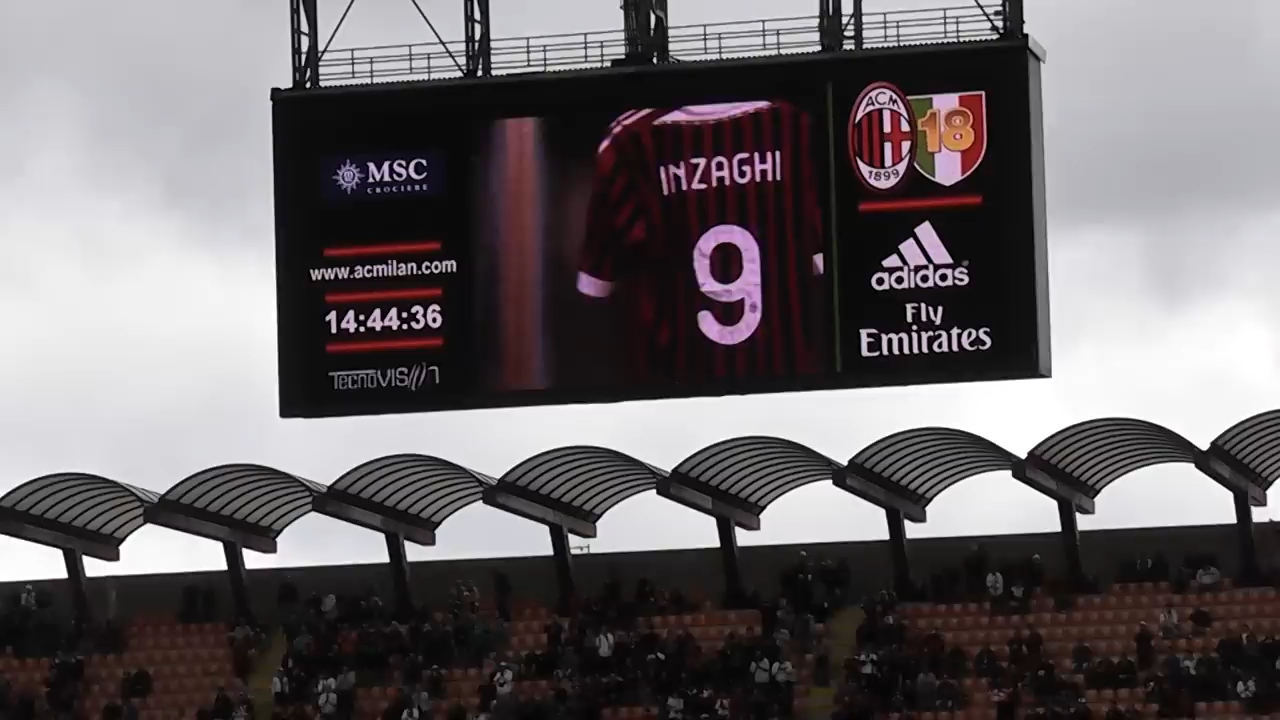 MSC
CROCIERE
www.acmilan.com
14:44:36
TecnoVISION
INZAGHI
9
ACM
1899
18
adidas
Fly
Emirates